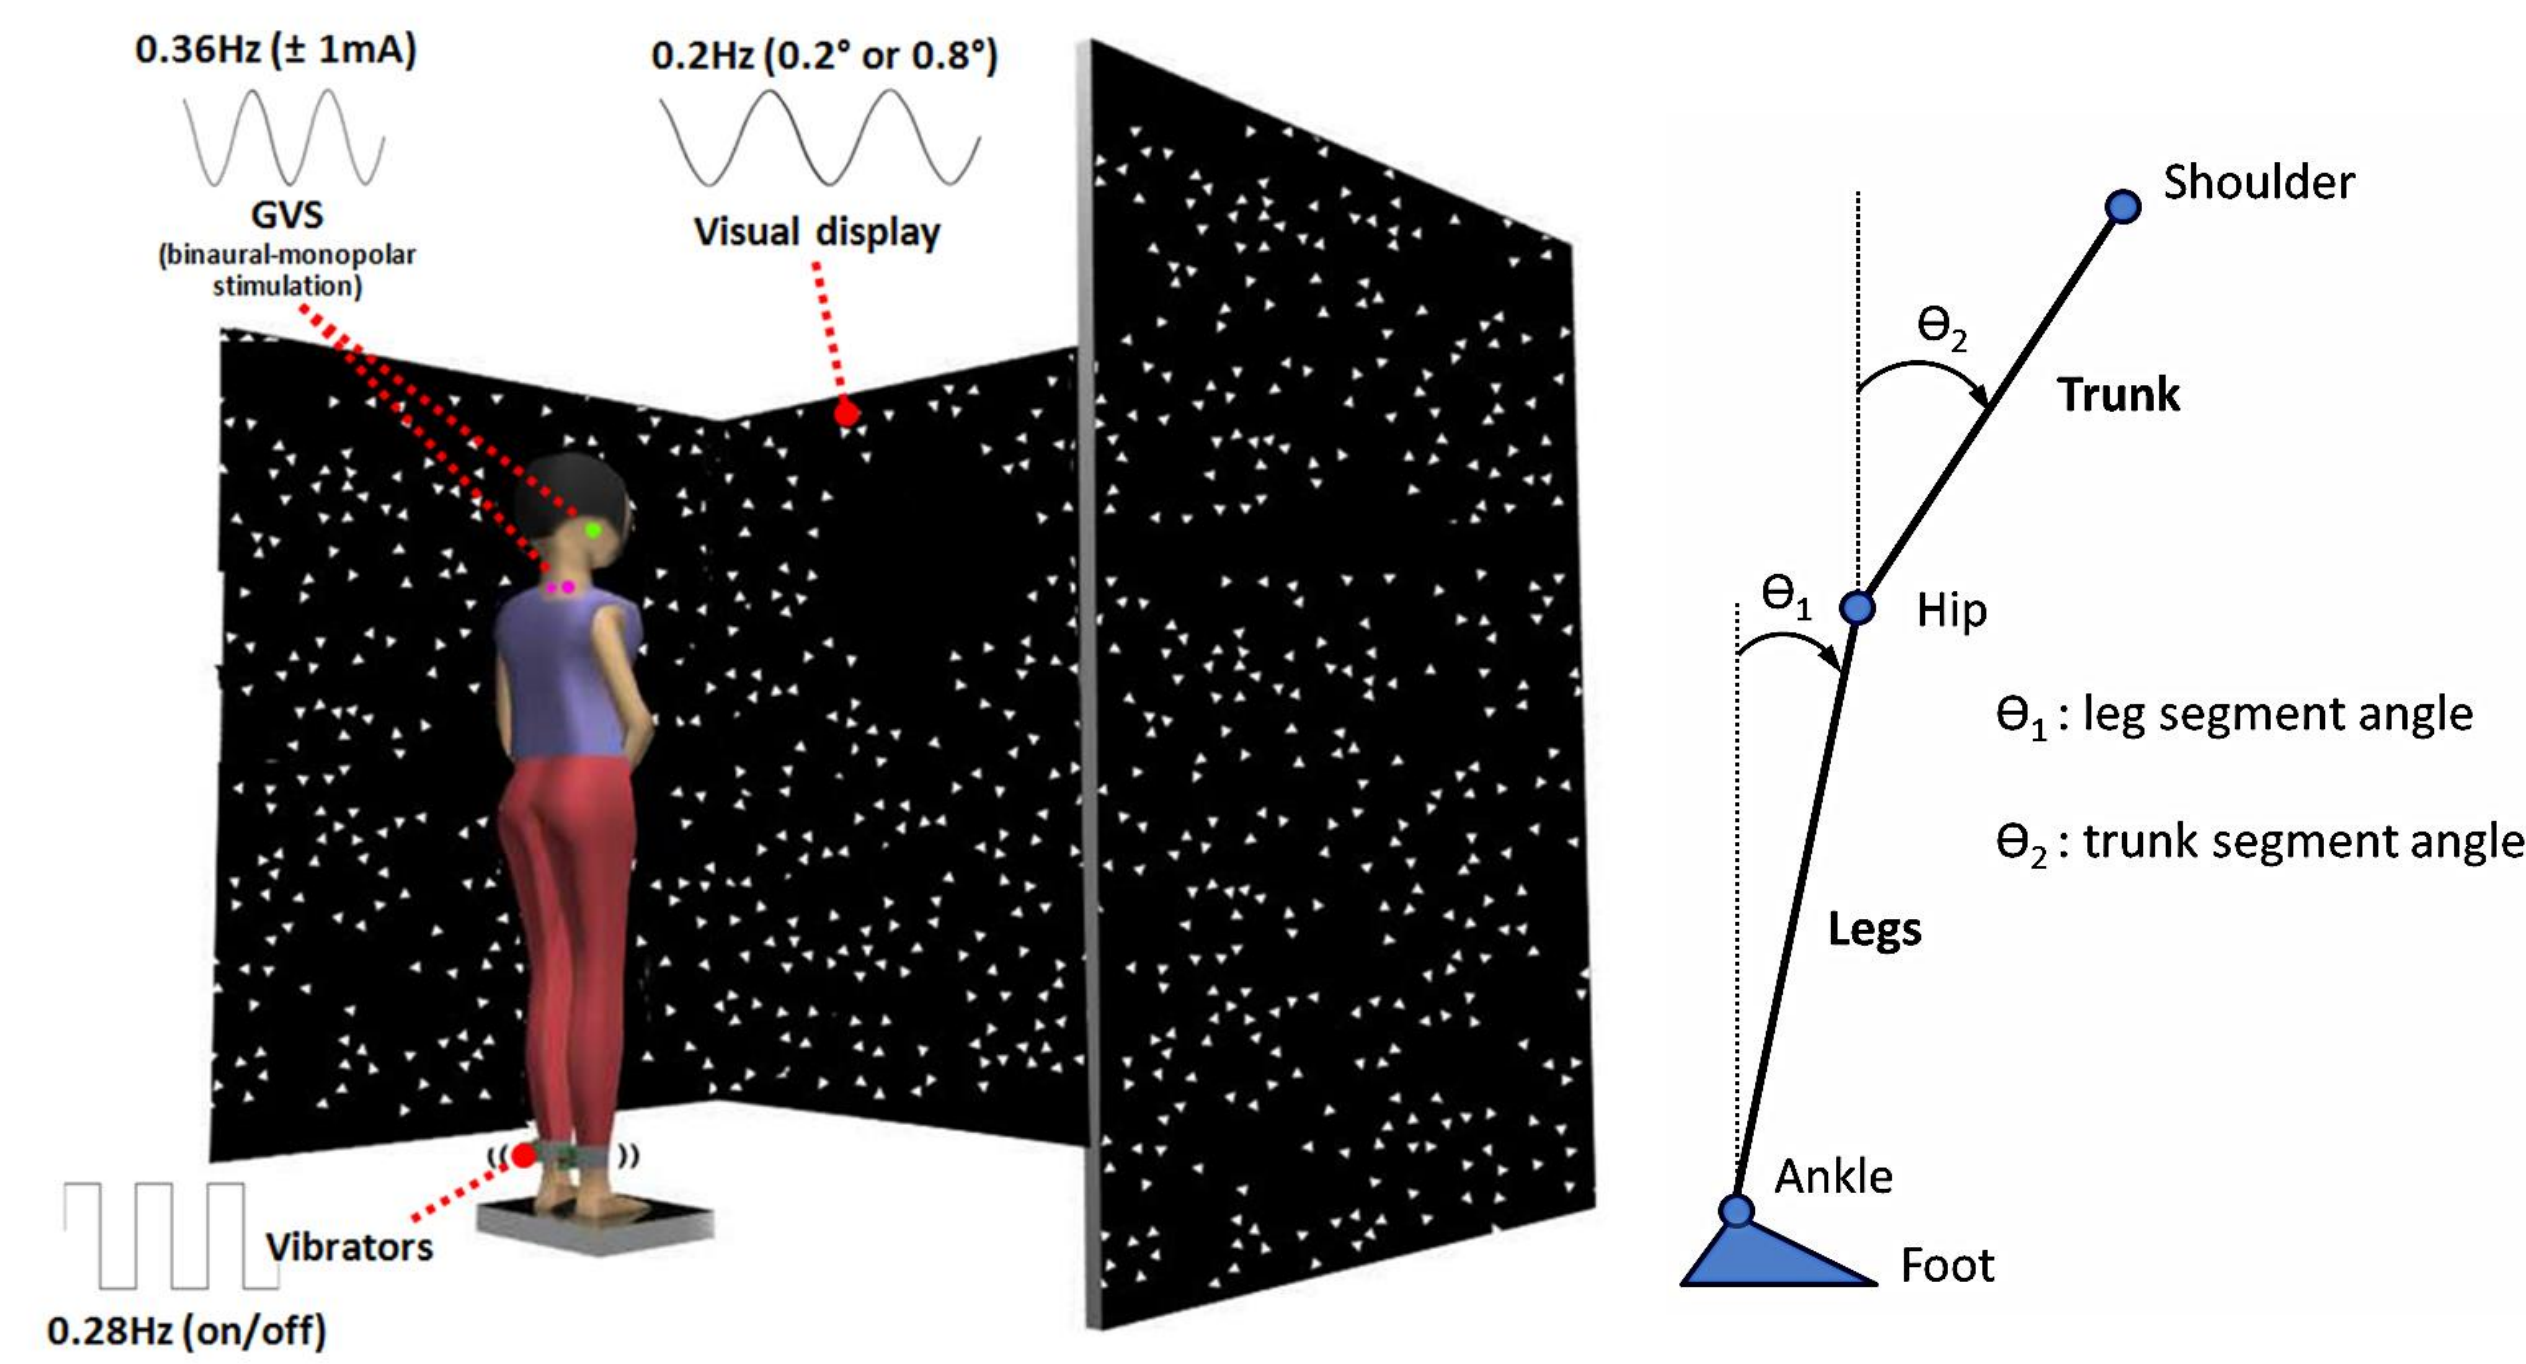 0.36Hz (± 1mA)
GVS
(binaural-monopolar
stimulation)
0.2Hz (0.2° or 0.8°)
Visual display
Vibrators
0.28Hz (on/off)
Shoulder
ϴ2
Trunk
ϴ1
Hip
ϴ1 : leg segment angle
ϴ2 : trunk segment angle
Legs
Ankle
Foot